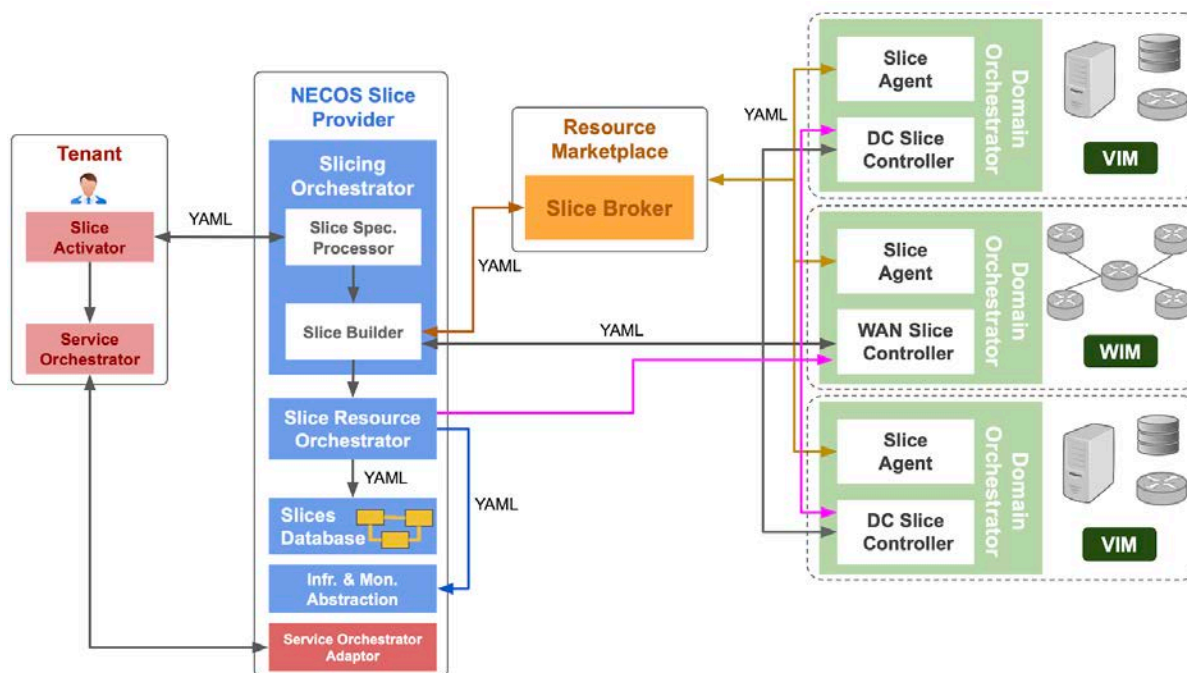 Tenant
Slice
Activator
Service
Orchestrator
YAML
NECOS Slice
Provider
Slicing
Orchestrator
Slice Spec.
Processor
Slice Builder
Slice Resource
Orchestrator
YAML
YAML
Slices
Database
Infr. & Mon.
Abstraction
Service Orchestrator
Adaptor
Resource
Marketplace
Slice Broker
YAML
YAML
YAML
Slice
Agent
DC Slice
Controller
Domain
Orchestrator
VIM
Slice
Agent
WAN Slice
Controller
Domain
Orchestrator
WIM
Slice
Agent
DC Slice
Controller
Domain
Orchestrator
VIM